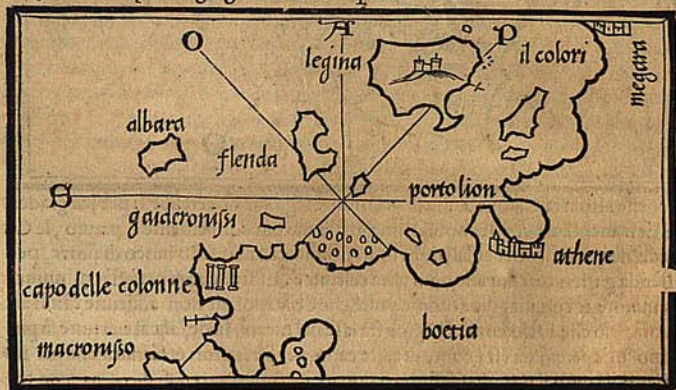 O
A
P
legina
il colori
megara
albara
flenda
S
porto lion
gaideronissi
athene
capo delle colonne
boetia
macronisso